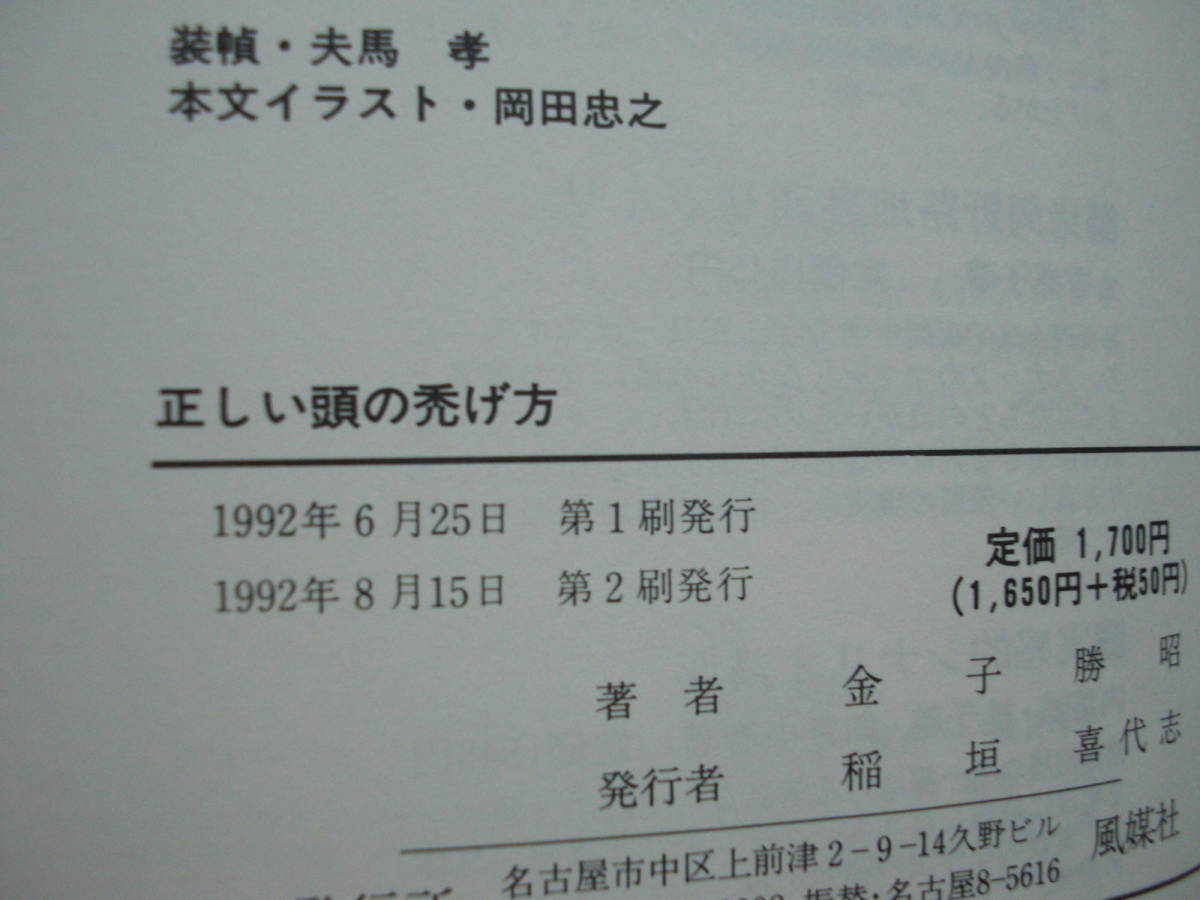 装幀・夫馬 孝
本文イラスト・岡田忠之
正しい頭の禿げ方
1992年6月25日 第1刷発行
1992年8月15日 第2刷発行
定価 1,700円
(1,650円+税50円)
著者 金子勝昭
発行者 稲垣喜代志
名古屋市中区上前津2-9-14久野ビル 風媒社
振替・名古屋8-5616